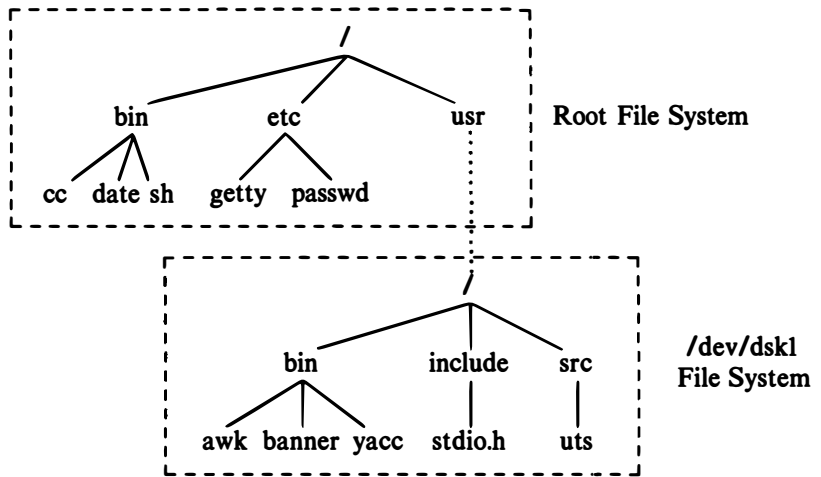 /
bin etc usr Root File System
cc date sh getty passwd
/
/dev/dsk1
bin include src
File System
awk banner yacc stdio.h uts